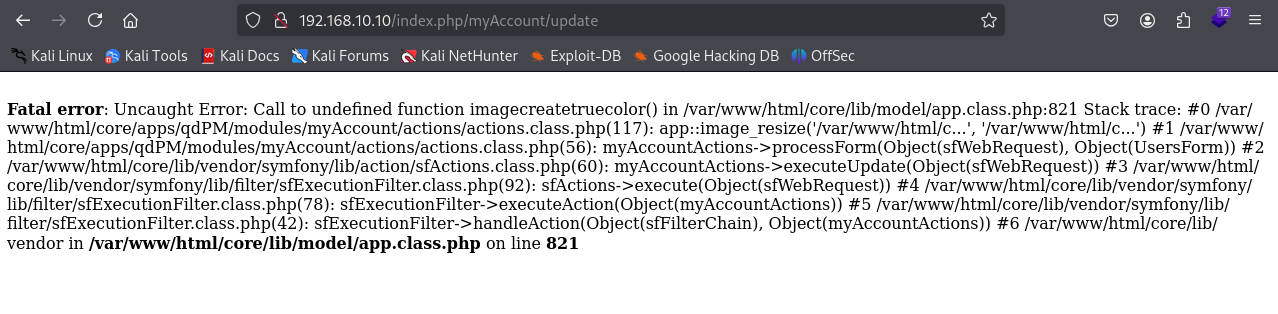 192.168.10.10/index.php/myAccount/update
12
Kali Linux Kali Tools Kali Docs Kali Forums Kali NetHunter Exploit-DB Google Hacking DB OffSec
Fatal error: Uncaught Error: Call to undefined function imagecreatetruecolor() in /var/www/html/core/lib/model/app.class.php:821 Stack trace: #0 /var/
www/html/core/apps/qdPM/modules/myAccount/actions/actions.class.php(117): app::image_resize('/var/www/html/c...', '/var/www/html/c...') #1 /var/www/
html/core/apps/qdPM/modules/myAccount/actions/actions.class.php(56): myAccountActions->processForm(Object(sfWebRequest), Object(UsersForm)) #2
/var/www/html/core/lib/vendor/symfony/lib/action/sfActions.class.php(60): myAccountActions->executeUpdate(Object(sfWebRequest)) #3 /var/www/html/
core/lib/vendor/symfony/lib/filter/sfExecutionFilter.class.php(92): sfActions->execute(Object(sfWebRequest)) #4 /var/www/html/core/lib/vendor/symfony/
lib/filter/sfExecutionFilter.class.php(78): sfExecutionFilter->executeAction(Object(myAccountActions)) #5 /var/www/html/core/lib/vendor/symfony/lib/
filter/sfExecutionFilter.class.php(42): sfExecutionFilter->handleAction(Object(sfFilterChain), Object(myAccountActions)) #6 /var/www/html/core/lib/
vendor in /var/www/html/core/lib/model/app.class.php on line 821